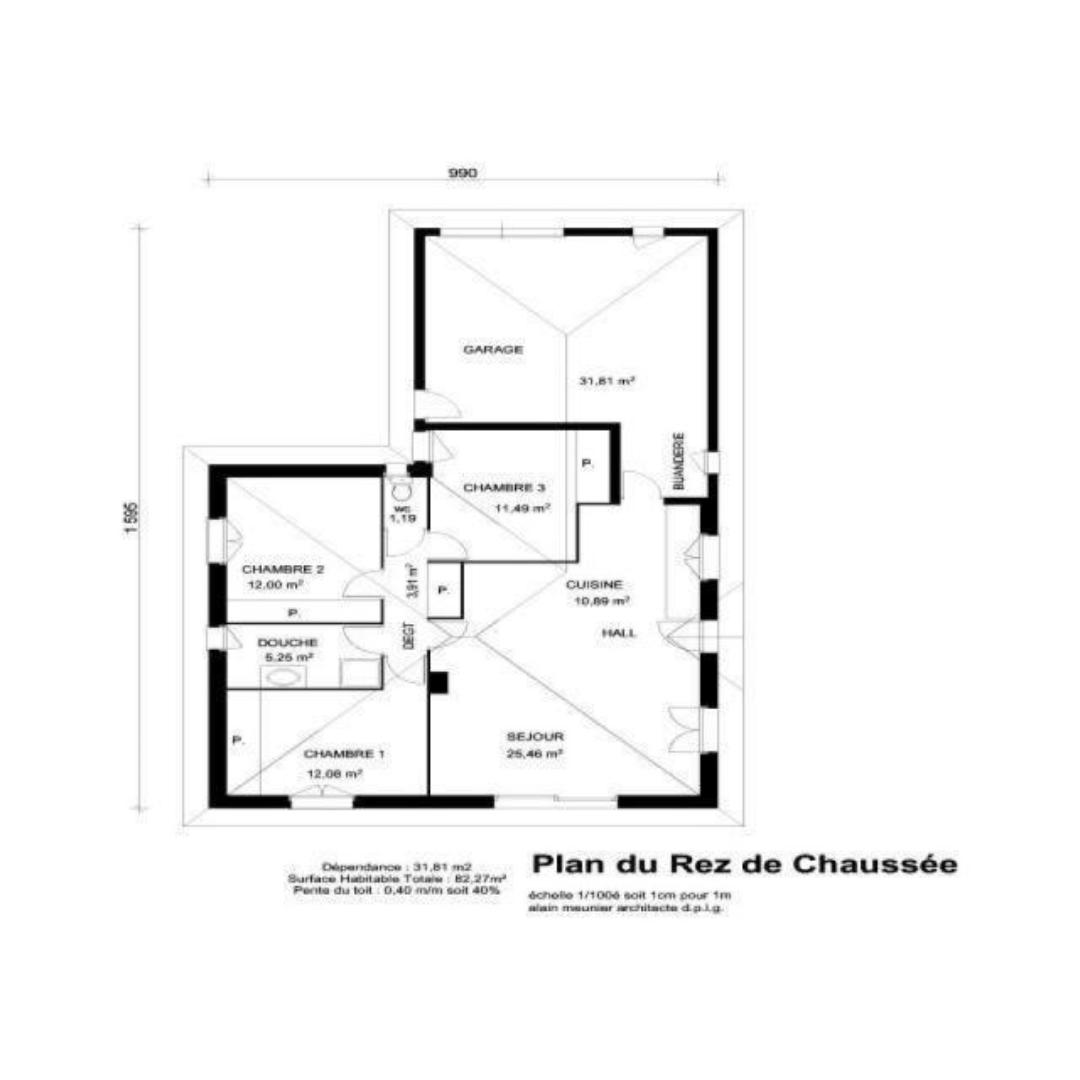 990
1 595
GARAGE
31,81 m²
BUANDERIE
P.
CHAMBRE 3
11,49 m²
WC
1,19
CHAMBRE 2
12,00 m²
P.
3,91 m²
DEGT
P.
CUISINE
10,89 m²
HALL
DOUCHE
5,25 m²
P.
CHAMBRE 1
12,08 m²
SEJOUR
25,46 m²
Dépendance : 31,81 m2
Surface Habitable Totale : 82,27m²
Pente du toit : 0,40 m/m soit 40%
Plan du Rez de Chaussée
échelle 1/100è soit 1cm pour 1m
alain meunier architecte d.p.l.g.